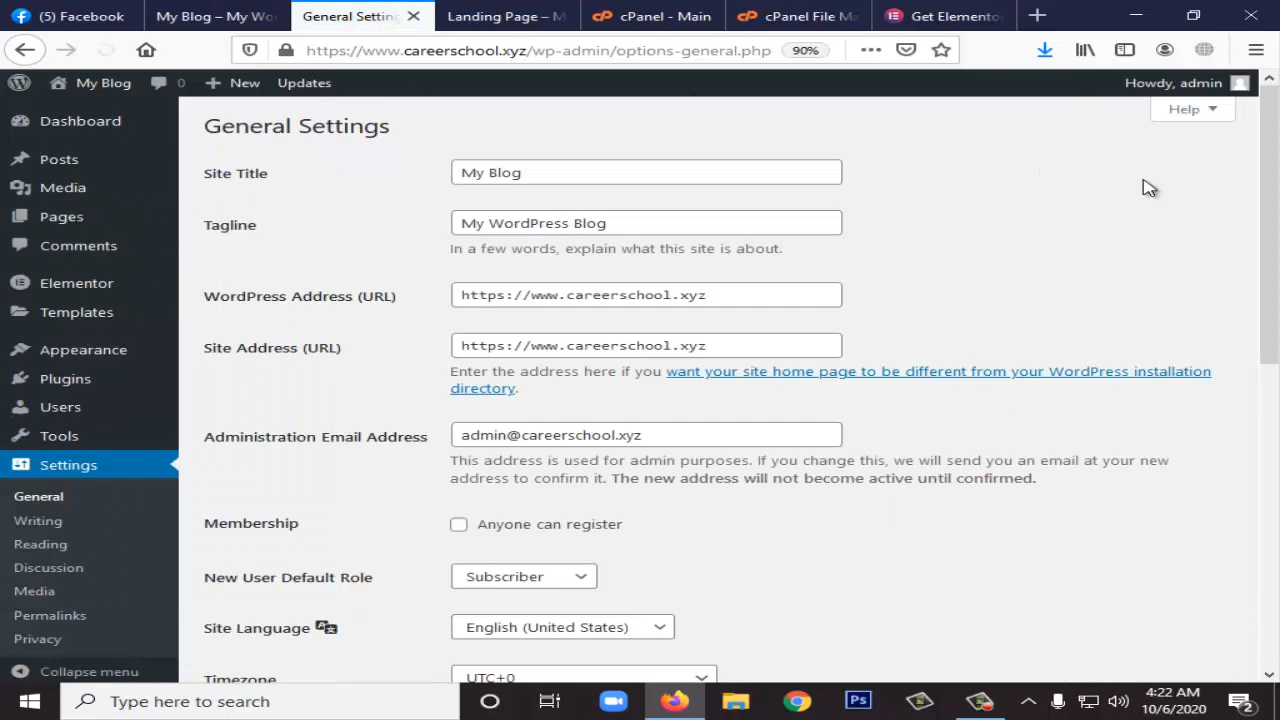 (5) Facebook
My Blog – My Wo
General Settin
Landing Page – M
cPanel - Main
cPanel File Ma
Get Elemento
https://www.careerschool.xyz/wp-admin/options-general.php
90%
My Blog
0
New
Updates
Howdy, admin
Help
Dashboard
Posts
Media
Pages
Comments
Elementor
Templates
Appearance
Plugins
Users
Tools
Settings
General
Writing
Reading
Discussion
Media
Permalinks
Privacy
Collapse menu
General Settings
Site Title
My Blog
Tagline
My WordPress Blog
In a few words, explain what this site is about.
WordPress Address (URL)
https://www.careerschool.xyz
Site Address (URL)
https://www.careerschool.xyz
Enter the address here if you want your site home page to be different from your WordPress installation
directory.
Administration Email Address
admin@careerschool.xyz
This address is used for admin purposes. If you change this, we will send you an email at your new
address to confirm it. The new address will not become active until confirmed.
Membership
Anyone can register
New User Default Role
Subscriber
Site Language
English (United States)
Timezone
UTC+0
Type here to search
Ps
4:22 AM
10/6/2020
2